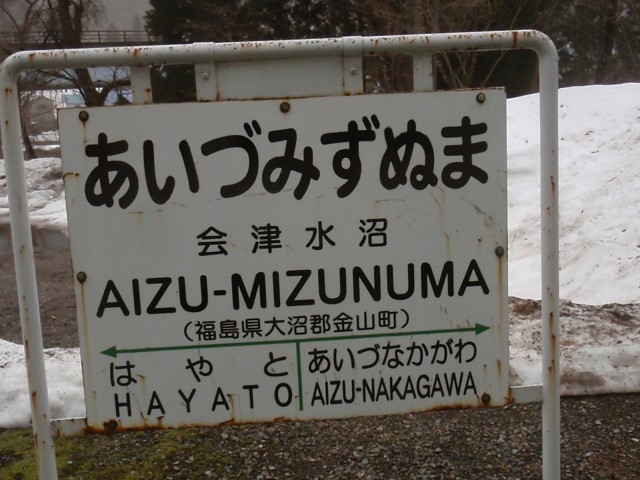 あいづみずぬま
会津水沼
AIZU-MIZUNUMA
(福島県大沼郡金山町)
はやと あいづなかがわ
HAYATO AIZU-NAKAGAWA